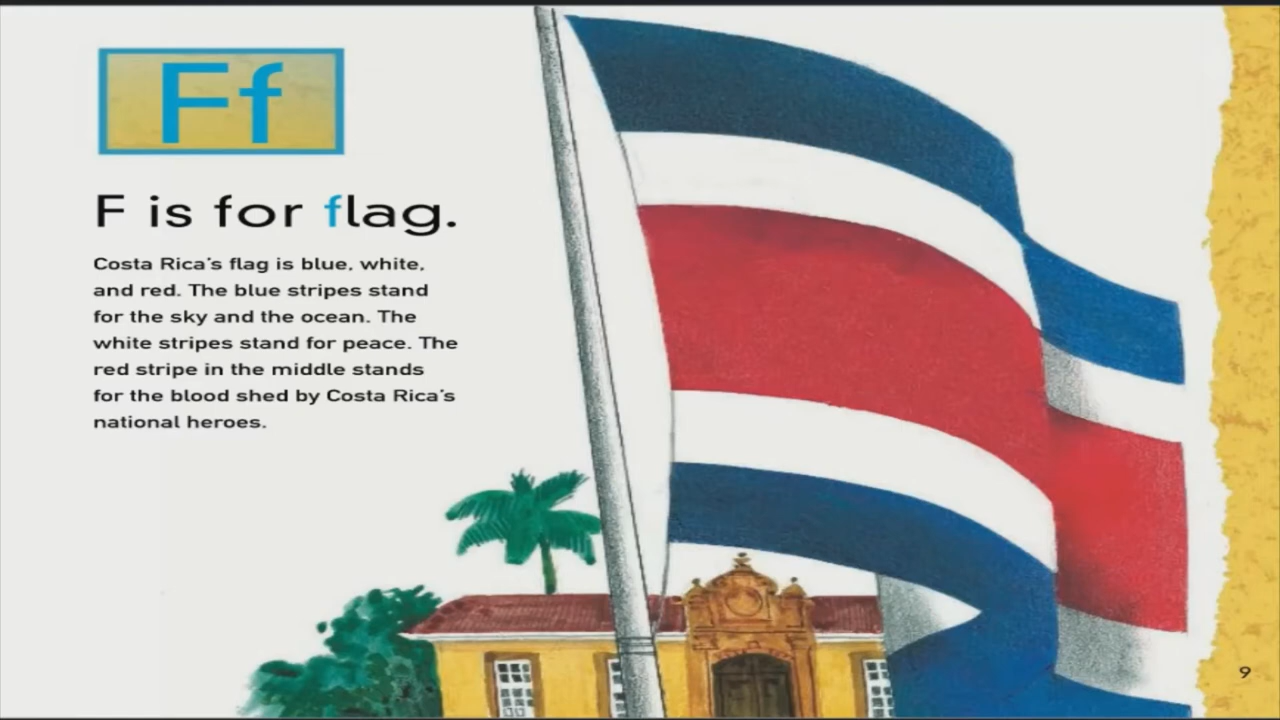 Ff
F is for flag.
Costa Rica's flag is blue, white,
and red. The blue stripes stand
for the sky and the ocean. The
white stripes stand for peace. The
red stripe in the middle stands
for the blood shed by Costa Rica's
national heroes.
9